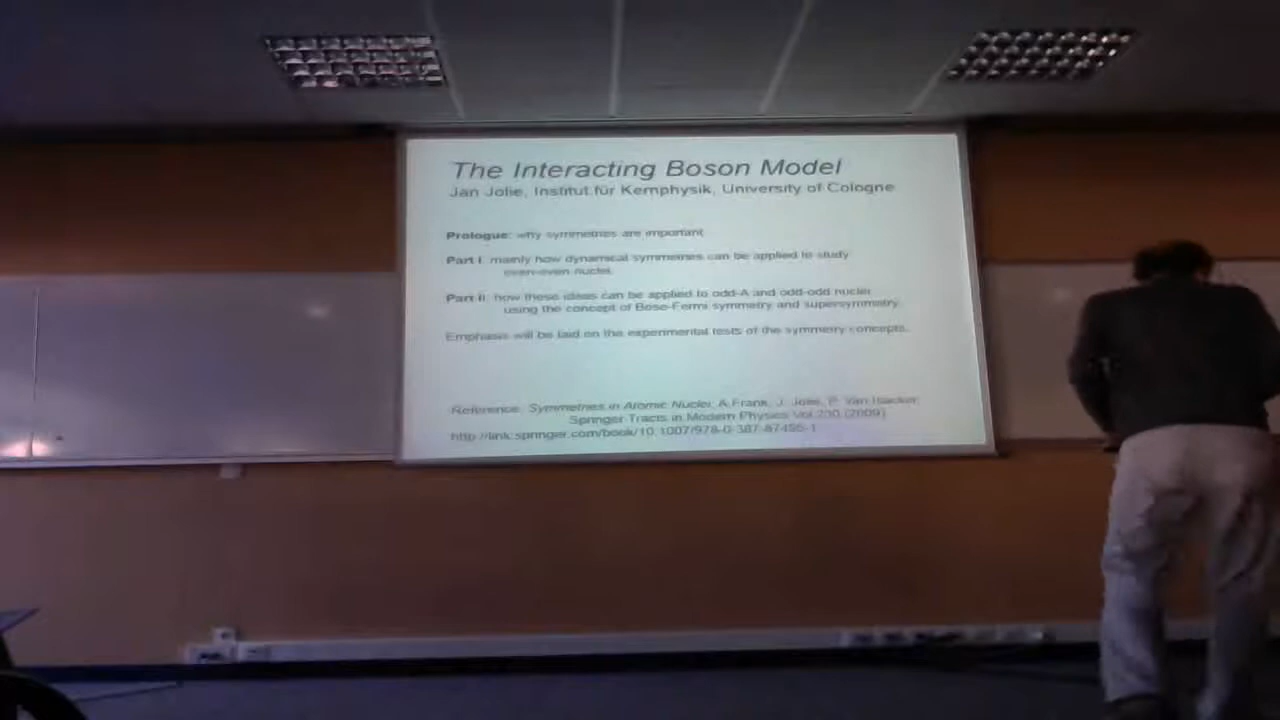 The Interacting Boson Model
Jan Jolie, Institut für Kernphysik, University of Cologne
Prologue: why symmetries are important
Part I: mainly how dynamical symmetries can be applied to study
even-even nuclei.
Part II: how these ideas can be applied to odd-A and odd-odd nuclei
using the concept of Bose-Fermi symmetry and supersymmetry.
Emphasis will be laid on the experimental tests of the symmetry concepts.
Reference: Symmetries in Atomic Nuclei, A.Frank, J. Jolie, P. Van Isacker,
Springer Tracts in Modern Physics Vol 230 (2009)
http://link.springer.com/book/10.1007/978-0-387-87495-1